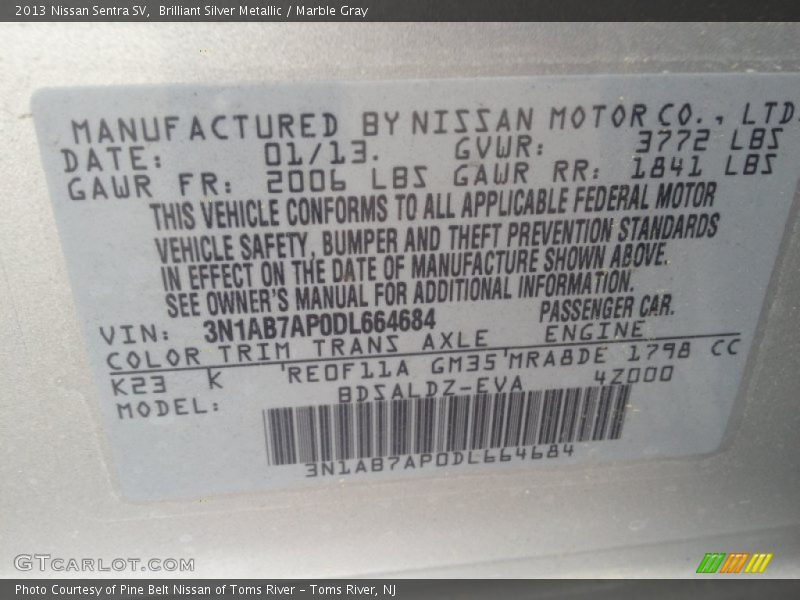 2013 Nissan Sentra SV, Brilliant Silver Metallic / Marble Gray
MANUFACTURED BY NISSAN MOTOR CO., LTD.
DATE: 01/13. GVWR: 3772 LBS
GAWR FR: 2006 LBS GAWR RR: 1841 LBS
THIS VEHICLE CONFORMS TO ALL APPLICABLE FEDERAL MOTOR
VEHICLE SAFETY, BUMPER AND THEFT PREVENTION STANDARDS
IN EFFECT ON THE DATE OF MANUFACTURE SHOWN ABOVE.
SEE OWNER'S MANUAL FOR ADDITIONAL INFORMATION.
VIN: 3N1AB7AP0DL664684 PASSENGER CAR.
COLOR TRIM TRANS AXLE ENGINE
K23 K 'RE0F11A GM35'MRA8DE 1798 CC
MODEL: BDSALDZ-EVA 4Z000
3N1AB7AP0DL664684
GTCARLOT.COM
Photo Courtesy of Pine Belt Nissan of Toms River – Toms River, NJ